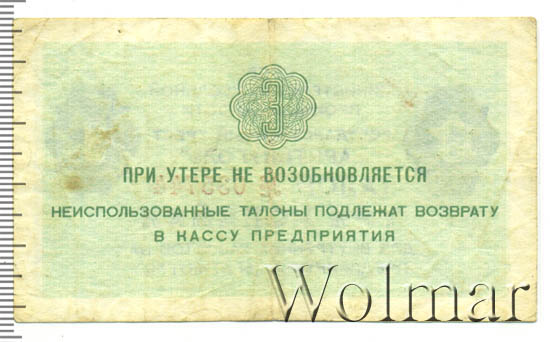 3
ПРИ УТЕРЕ НЕ ВОЗОБНОВЛЯЕТСЯ
НЕИСПОЛЬЗОВАННЫЕ ТАЛОНЫ ПОДЛЕЖАТ ВОЗВРАТУ
В КАССУ ПРЕДПРИЯТИЯ
Wolmar